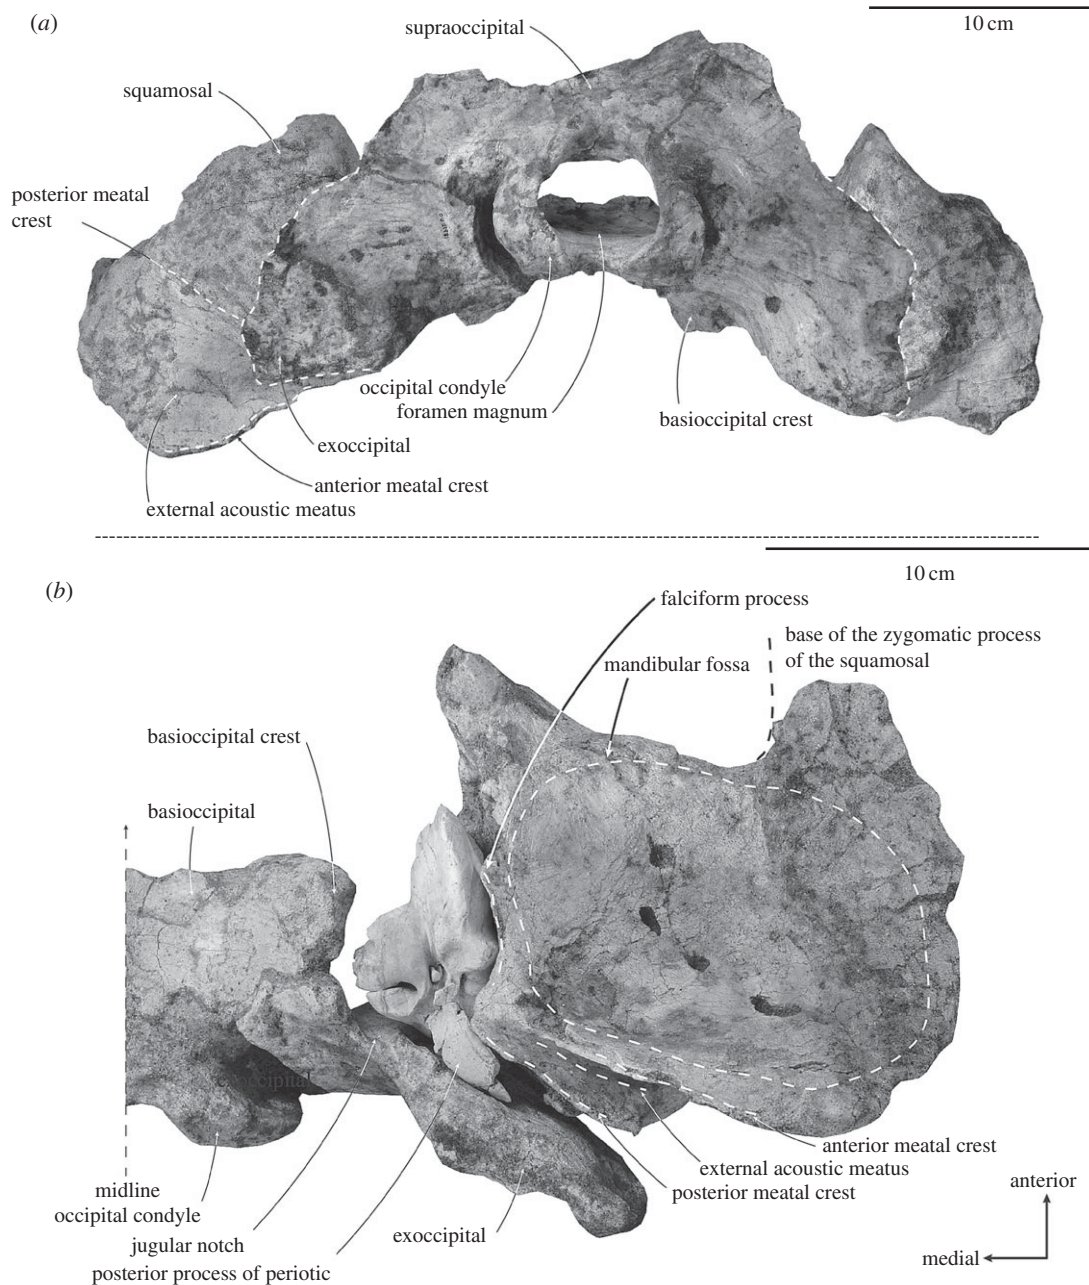 (a)
10 cm
supraoccipital
squamosal
posterior meatal
crest
occipital condyle
foramen magnum
basioccipital crest
exoccipital
anterior meatal crest
external acoustic meatus
10 cm
(b)
falciform process
base of the zygomatic process
of the squamosal
mandibular fossa
basioccipital crest
basioccipital
exoccipital
anterior meatal crest
external acoustic meatus
posterior meatal crest
anterior
midline
occipital condyle
exoccipital
jugular notch
medial
posterior process of periotic